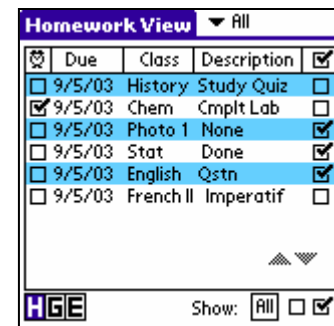 Homework View All
Due Class Description
9/5/03 History Study Quiz
9/5/03 Chem Cmplt Lab
9/5/03 Photo 1 None
9/5/03 Stat Done
9/5/03 English Qstn
9/5/03 French II Imperatif
HGE Show: All